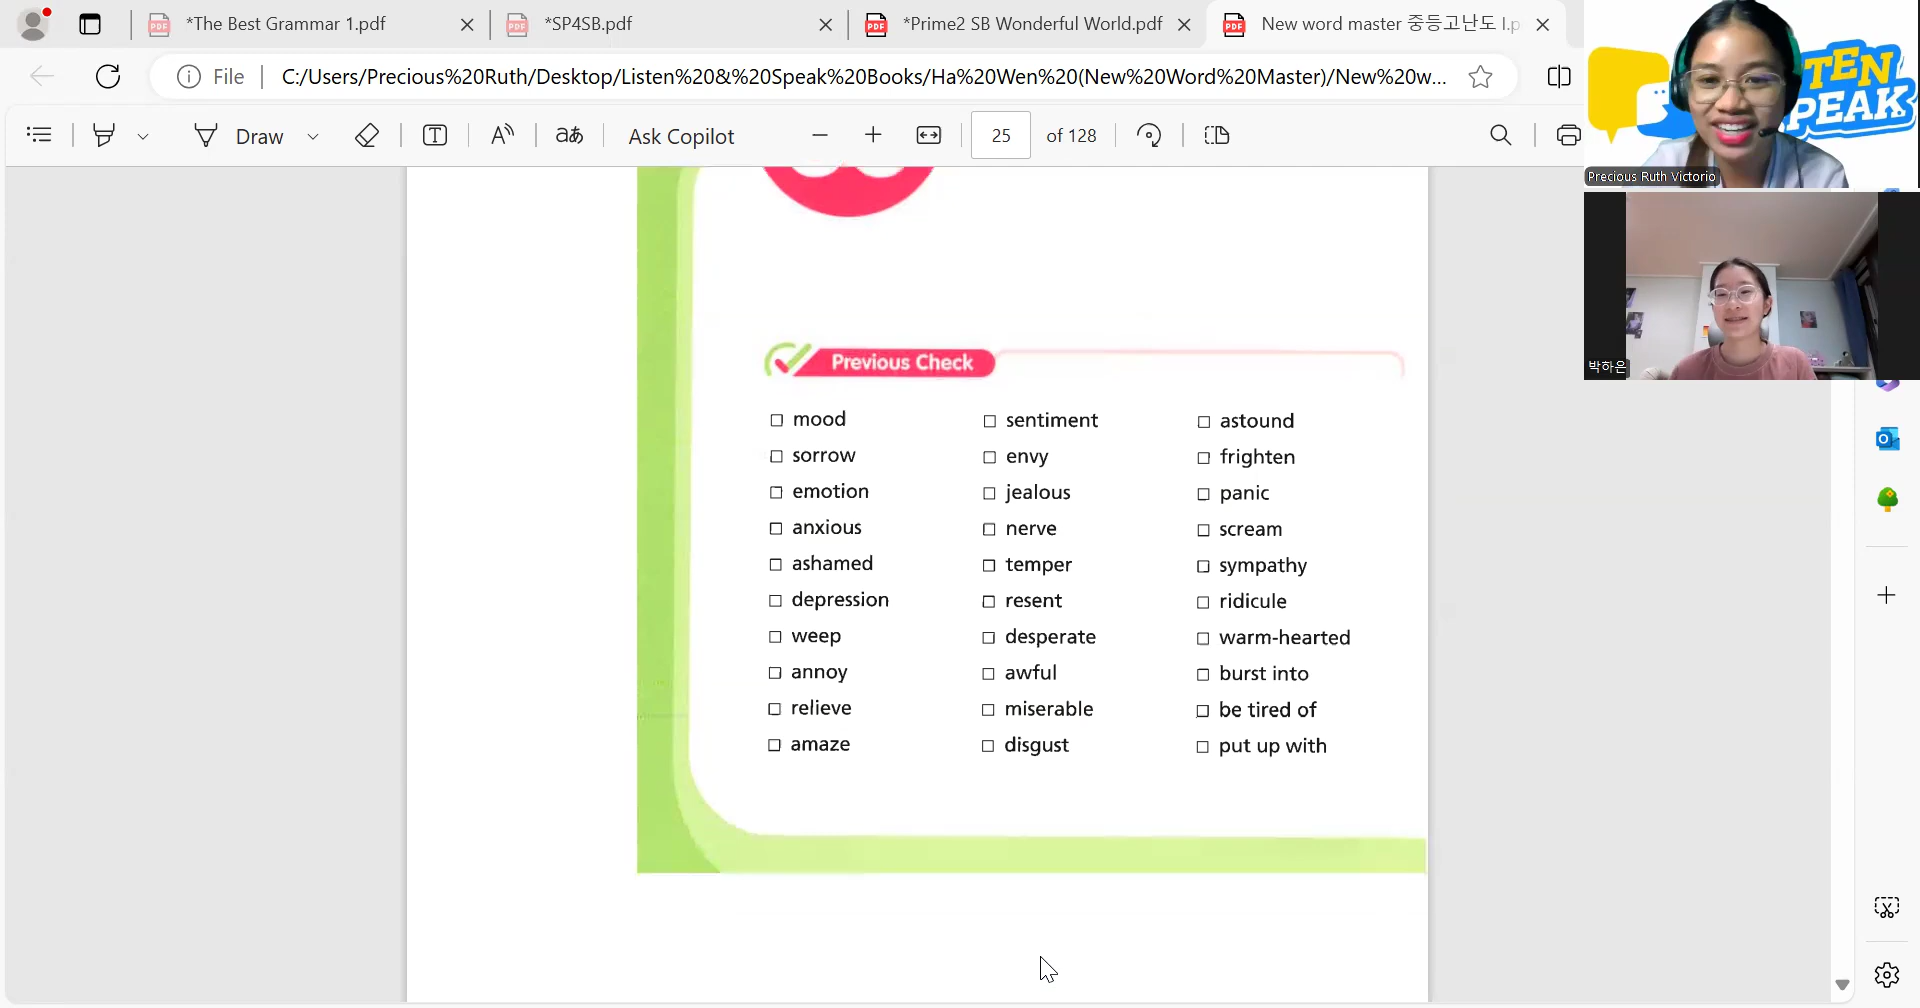 *The Best Grammar 1.pdf
*SP4SB.pdf
*Prime2 SB Wonderful World.pdf
New word master 중등고난도 I.p
File
C:/Users/Precious%20Ruth/Desktop/Listen%20&%20Speak%20Books/Ha%20Wen%20(New%20Word%20Master)/New%20w...
Draw
Ask Copilot
25
of 128
TEN
PEAK
Precious Ruth Victorio
박하은
Previous Check
mood
sorrow
emotion
anxious
ashamed
depression
weep
annoy
relieve
amaze
sentiment
envy
jealous
nerve
temper
resent
desperate
awful
miserable
disgust
astound
frighten
panic
scream
sympathy
ridicule
warm-hearted
burst into
be tired of
put up with